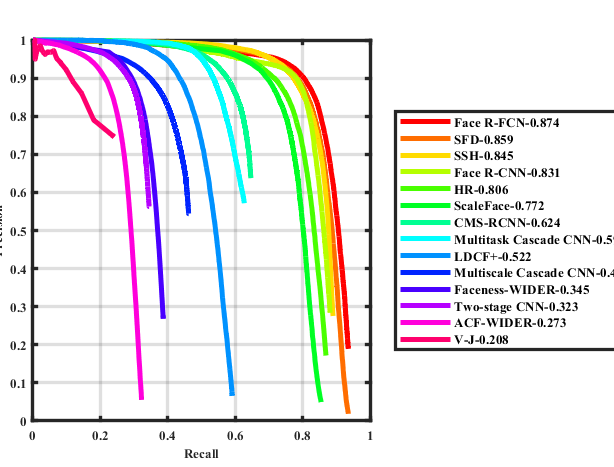 1
0.9
0.8
0.7
0.6
0.5
0.4
0.3
0.2
0.1
0
0 0.2 0.4 0.6 0.8 1
Recall
Face R-FCN-0.874
SFD-0.859
SSH-0.845
Face R-CNN-0.831
HR-0.806
ScaleFace-0.772
CMS-RCNN-0.624
Multitask Cascade CNN-0.5
LDCF+-0.522
Multiscale Cascade CNN-0.4
Faceness-WIDER-0.345
Two-stage CNN-0.323
ACF-WIDER-0.273
V-J-0.208